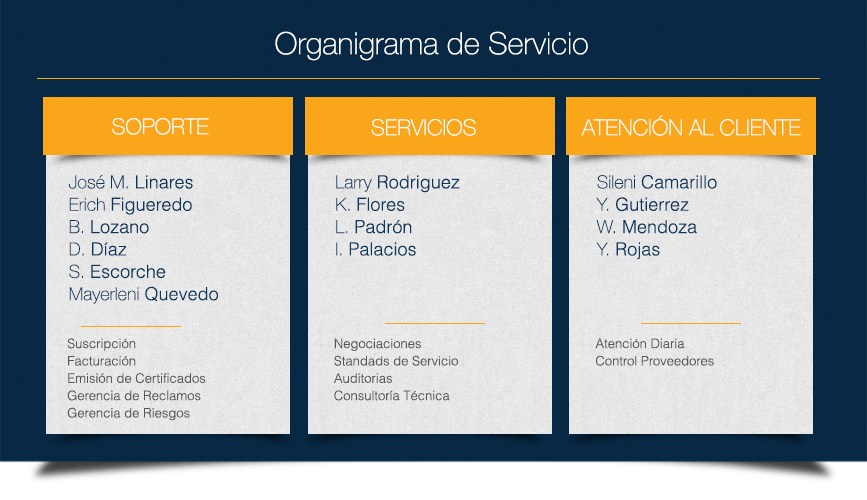 Organigrama de Servicio
SOPORTE
José M. Linares
Erich Figueredo
B. Lozano
D. Díaz
S. Escorche
Mayerleni Quevedo
Suscripción
Facturación
Emisión de Certificados
Gerencia de Reclamos
Gerencia de Riesgos
SERVICIOS
Larry Rodriguez
K. Flores
L. Padrón
I. Palacios
Negociaciones
Standads de Servicio
Auditorias
Consultoría Técnica
ATENCIÓN AL CLIENTE
Sileni Camarillo
Y. Gutierrez
W. Mendoza
Y. Rojas
Atención Diaria
Control Proveedores